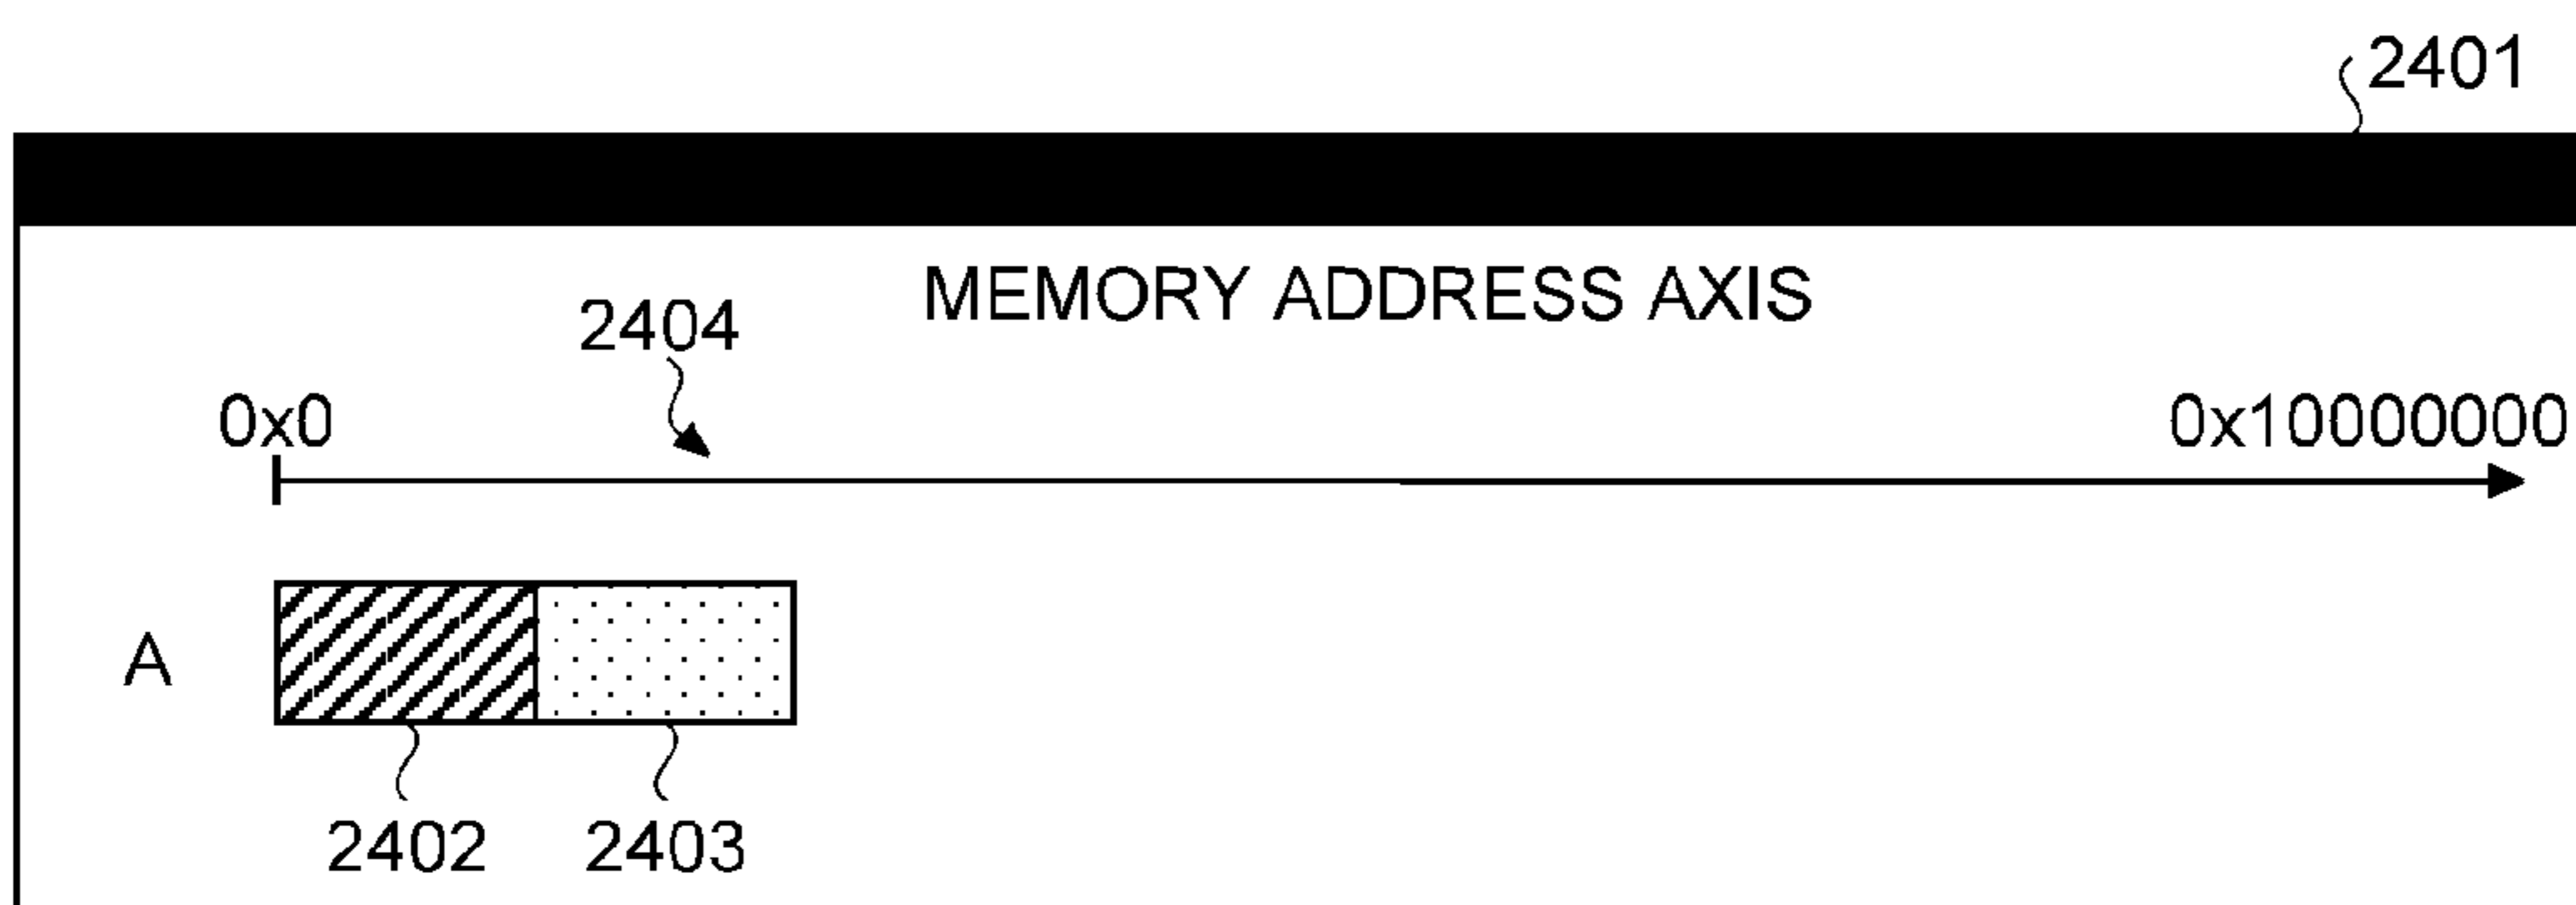 2401
MEMORY ADDRESS AXIS
2404
0x0 0x10000000
A
2402 2403